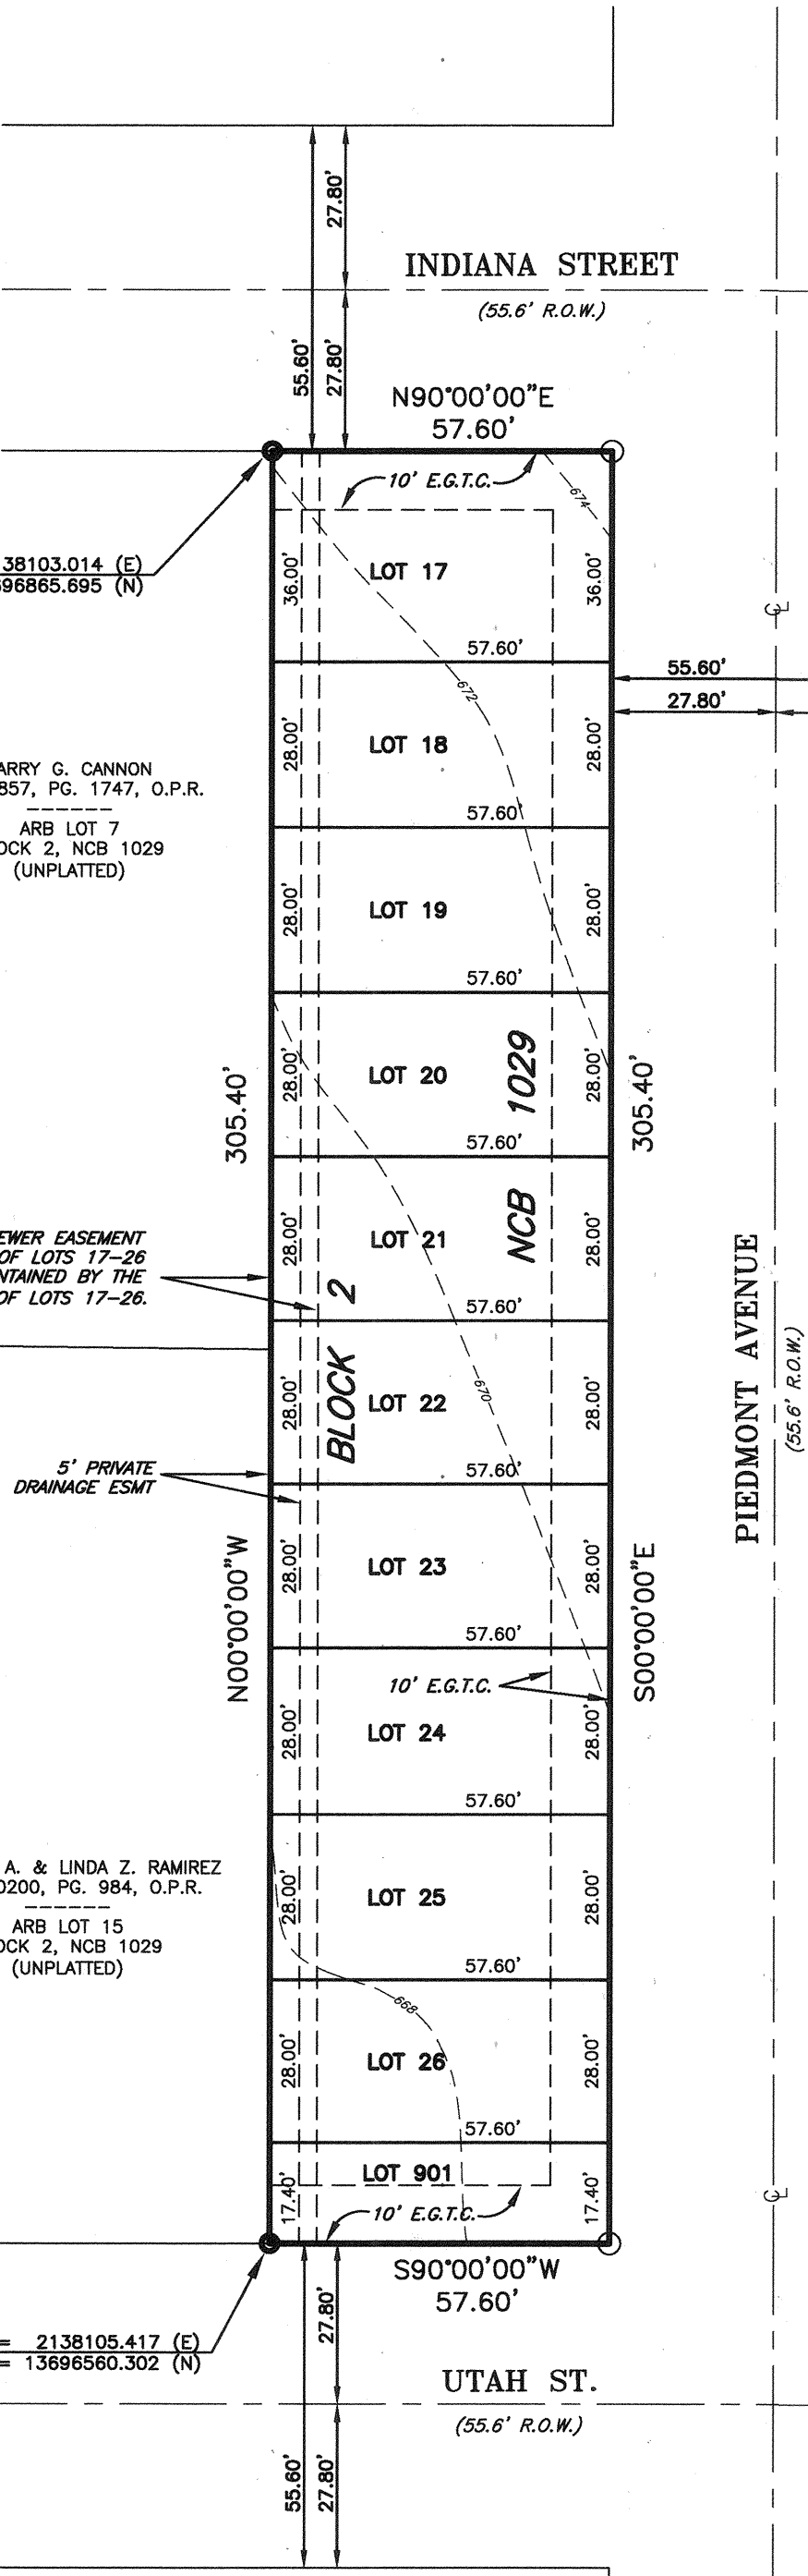 27.80'
55.60'
27.80'
INDIANA STREET
(55.6' R.O.W.)
N90°00'00"E
57.60'
10' E.G.T.C.
674
38103.014 (E)
696865.695 (N)
36.00'
LOT 17
36.00'
57.60'
℄
55.60'
27.80'
672
28.00'
LOT 18
28.00'
57.60'
ARRY G. CANNON
857, PG. 1747, O.P.R.
ARB LOT 7
OCK 2, NCB 1029
(UNPLATTED)
28.00'
LOT 19
28.00'
57.60'
28.00'
LOT 20
28.00'
57.60'
NCB 1029
305.40'
305.40'
EWER EASEMENT
OF LOTS 17-26
NTAINED BY THE
OF LOTS 17-26.
28.00'
LOT 21
28.00'
57.60'
BLOCK 2
PIEDMONT AVENUE
(55.6' R.O.W.)
28.00'
LOT 22
670
28.00'
57.60'
5' PRIVATE
DRAINAGE ESMT
28.00'
LOT 23
28.00'
57.60'
N00°00'00"W
S00°00'00"E
10' E.G.T.C.
28.00'
LOT 24
28.00'
57.60'
A. & LINDA Z. RAMIREZ
0200, PG. 984, O.P.R.
ARB LOT 15
OCK 2, NCB 1029
(UNPLATTED)
28.00'
LOT 25
28.00'
57.60'
668
28.00'
LOT 26
28.00'
57.60'
LOT 901
17.40'
17.40'
10' E.G.T.C.
℄
S90°00'00"W
57.60'
27.80'
= 2138105.417 (E)
= 13696560.302 (N)
UTAH ST.
(55.6' R.O.W.)
55.60'
27.80'